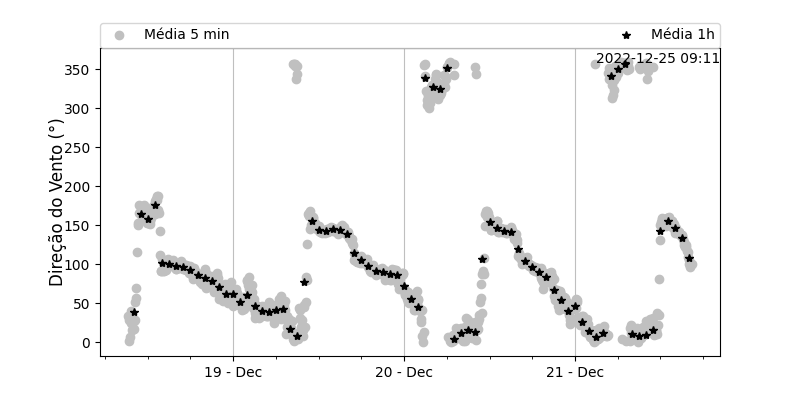 Média 5 min
Média 1h
2022-12-25 09:11
Direção do Vento (°)
350
300
250
200
150
100
50
0
19 - Dec
20 - Dec
21 - Dec